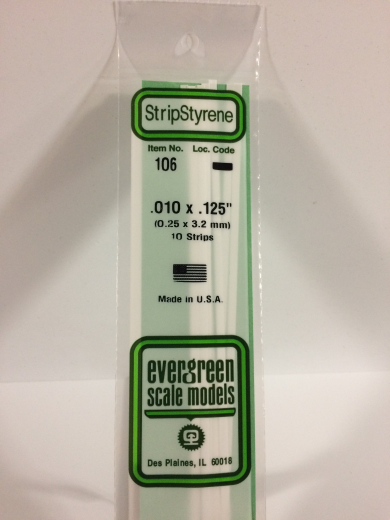 StripStyrene
Item No. Loc. Code
106
.010 x .125"
(0.25 x 3.2 mm)
10 Strips
Made in U.S.A.
evergreen
scale models
Des Plaines, IL 60018